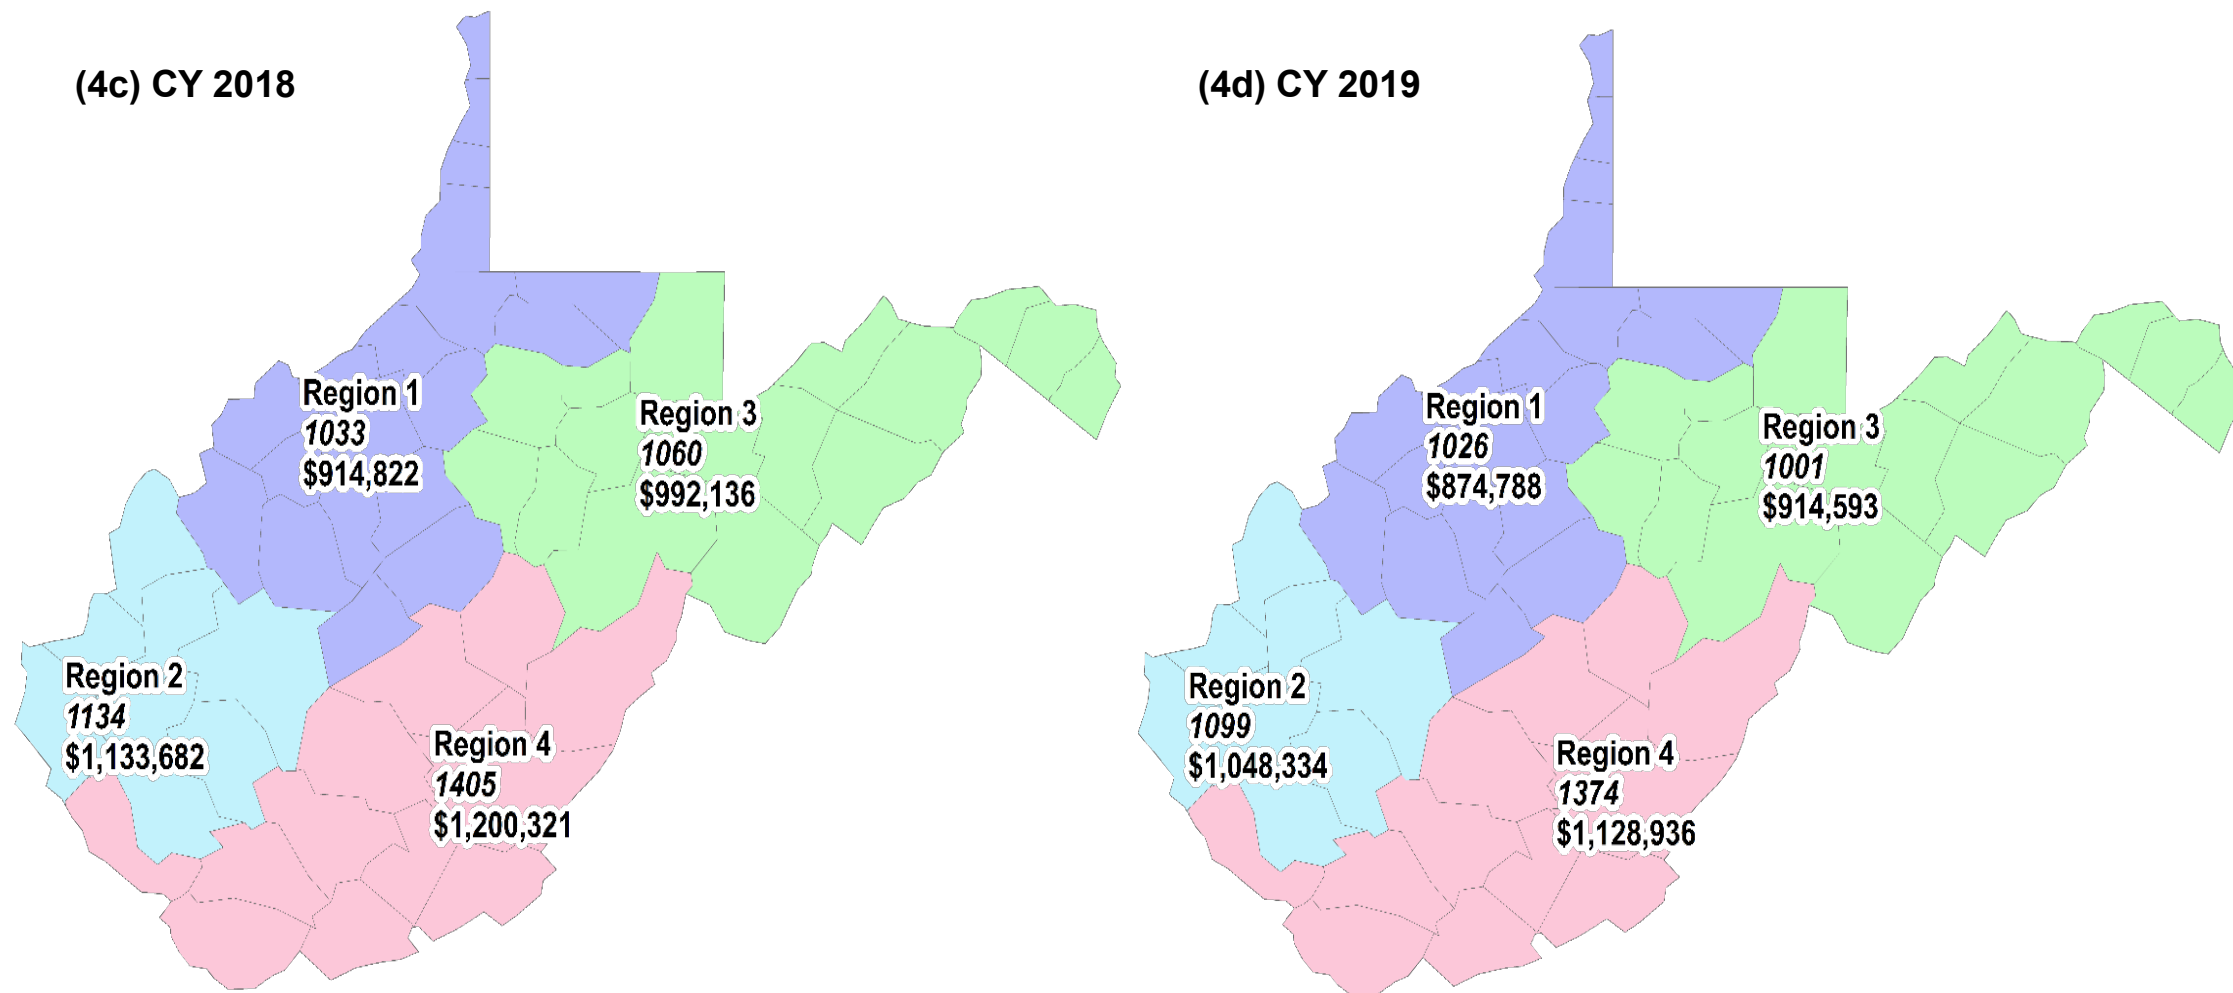 (4c) CY 2018
Region 1
1033
$914,822
Region 3
1060
$992,136
Region 2
1134
$1,133,682
Region 4
1405
$1,200,321
(4d) CY 2019
Region 1
1026
$874,788
Region 3
1001
$914,593
Region 2
1099
$1,048,334
Region 4
1374
$1,128,936